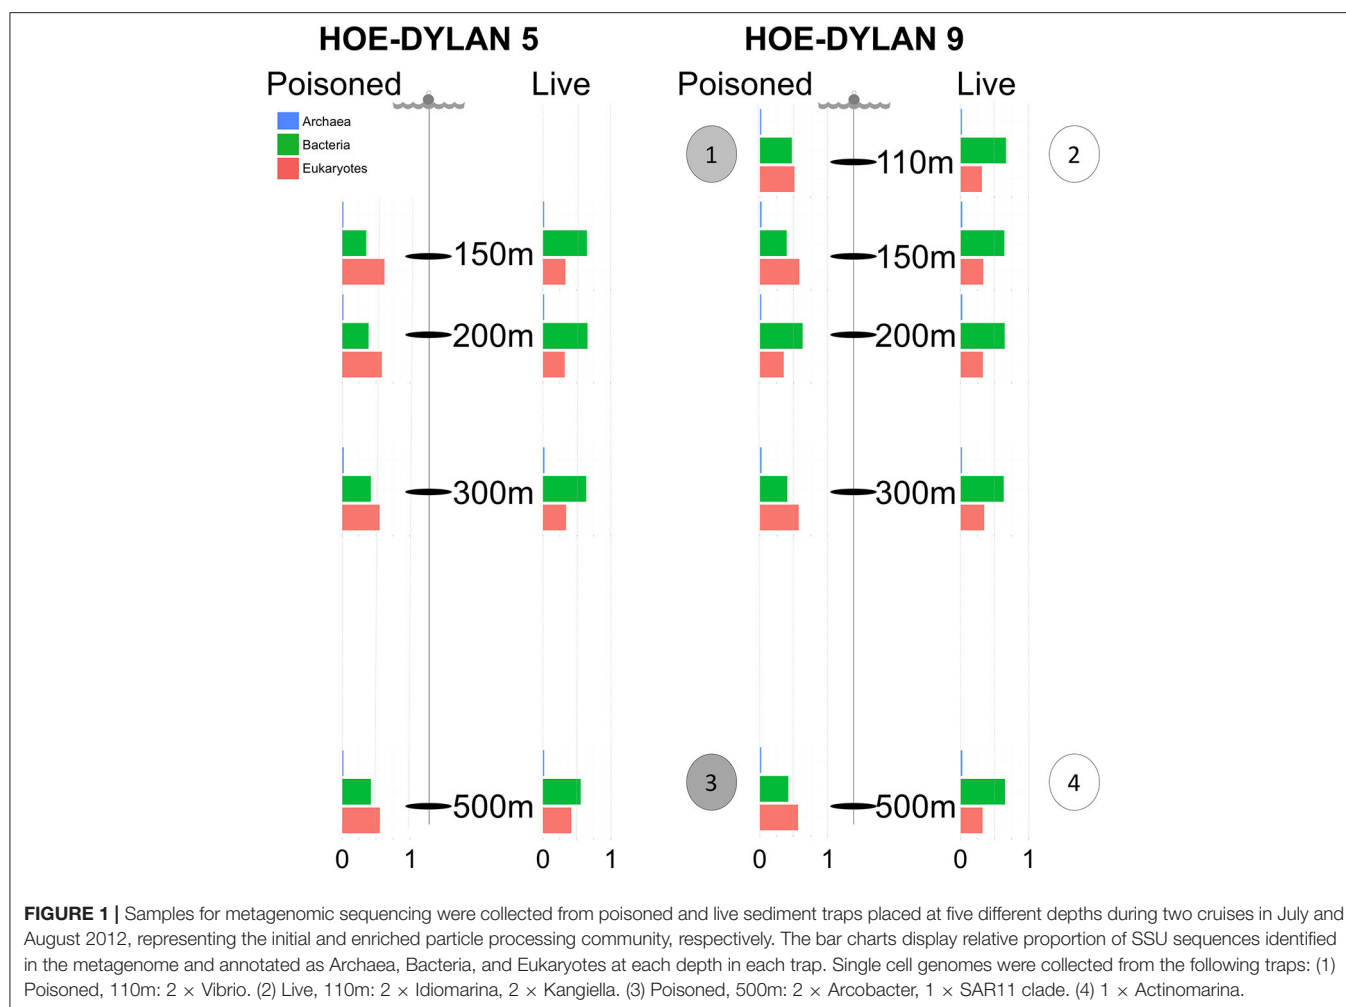 HOE-DYLAN 5 HOE-DYLAN 9
Poisoned Live Poisoned Live
Archaea
Bacteria
Eukaryotes
1 110m 2
150m 150m
200m 200m
300m 300m
3 4
500m 500m
0 1 0 1 0 1 0 1
FIGURE 1 | Samples for metagenomic sequencing were collected from poisoned and live sediment traps placed at five different depths during two cruises in July and
August 2012, representing the initial and enriched particle processing community, respectively. The bar charts display relative proportion of SSU sequences identified
in the metagenome and annotated as Archaea, Bacteria, and Eukaryotes at each depth in each trap. Single cell genomes were collected from the following traps: (1)
Poisoned, 110m: 2 × Vibrio. (2) Live, 110m: 2 × Idiomarina, 2 × Kangiella. (3) Poisoned, 500m: 2 × Arcobacter, 1 × SAR11 clade. (4) 1 × Actinomarina.